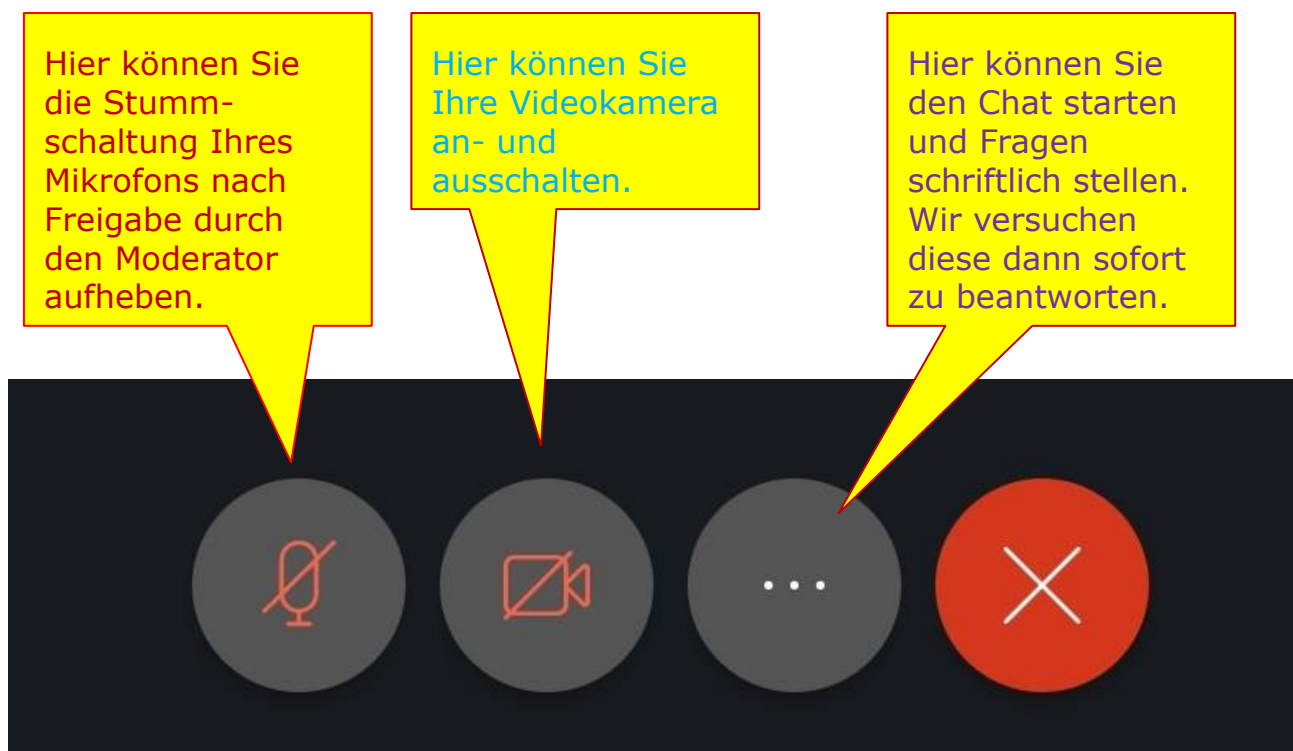 Hier können Sie
die Stumm-
schaltung Ihres
Mikrofons nach
Freigabe durch
den Moderator
aufheben.
Hier können Sie
Ihre Videokamera
an- und
ausschalten.
Hier können Sie
den Chat starten
und Fragen
schriftlich stellen.
Wir versuchen
diese dann sofort
zu beantworten.